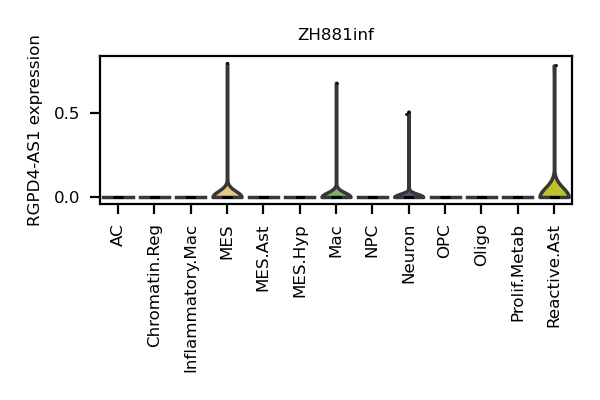 ZH881inf
RGPD4-AS1 expression
0.5
0.0
AC
Chromatin.Reg
Inflammatory.Mac
MES
MES.Ast
MES.Hyp
Mac
NPC
Neuron
OPC
Oligo
Prolif.Metab
Reactive.Ast